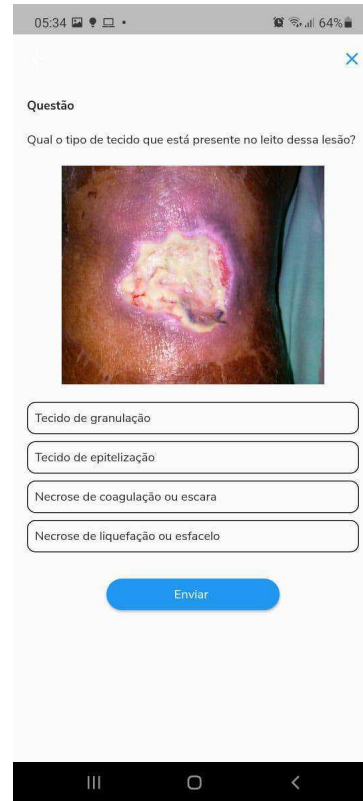 05:34 64%
Questão
Qual o tipo de tecido que está presente no leito dessa lesão?
Tecido de granulação
Tecido de epitelização
Necrose de coagulação ou escara
Necrose de liquefação ou esfacelo
Enviar